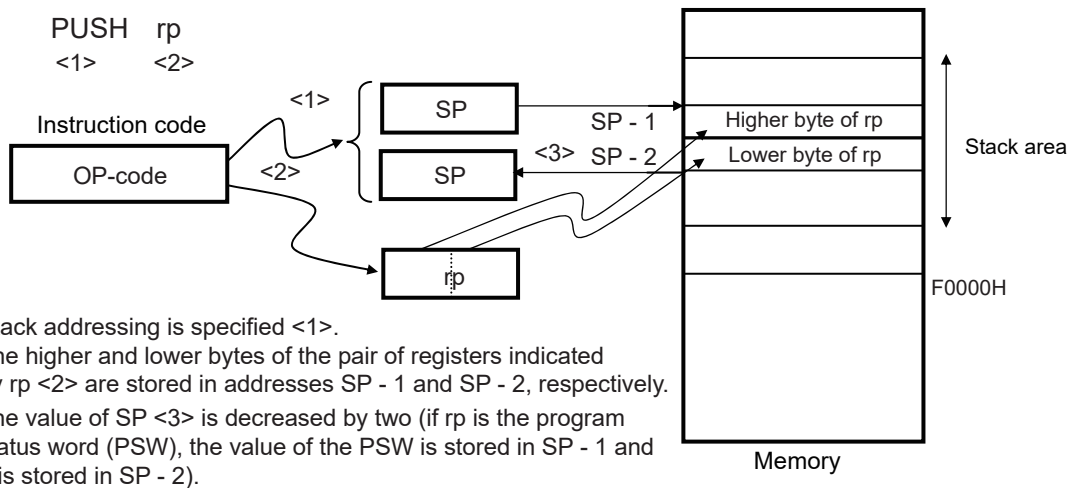 PUSH rp
<1> <2>
<1>
SP
Instruction code
SP - 1
Higher byte of rp
OP-code
<2>
SP
<3> SP - 2
Lower byte of rp
Stack area
rp
F0000H
ack addressing is specified <1>.
he higher and lower bytes of the pair of registers indicated
y rp <2> are stored in addresses SP - 1 and SP - 2, respectively.
he value of SP <3> is decreased by two (if rp is the program
atus word (PSW), the value of the PSW is stored in SP - 1 and
is stored in SP - 2).
Memory